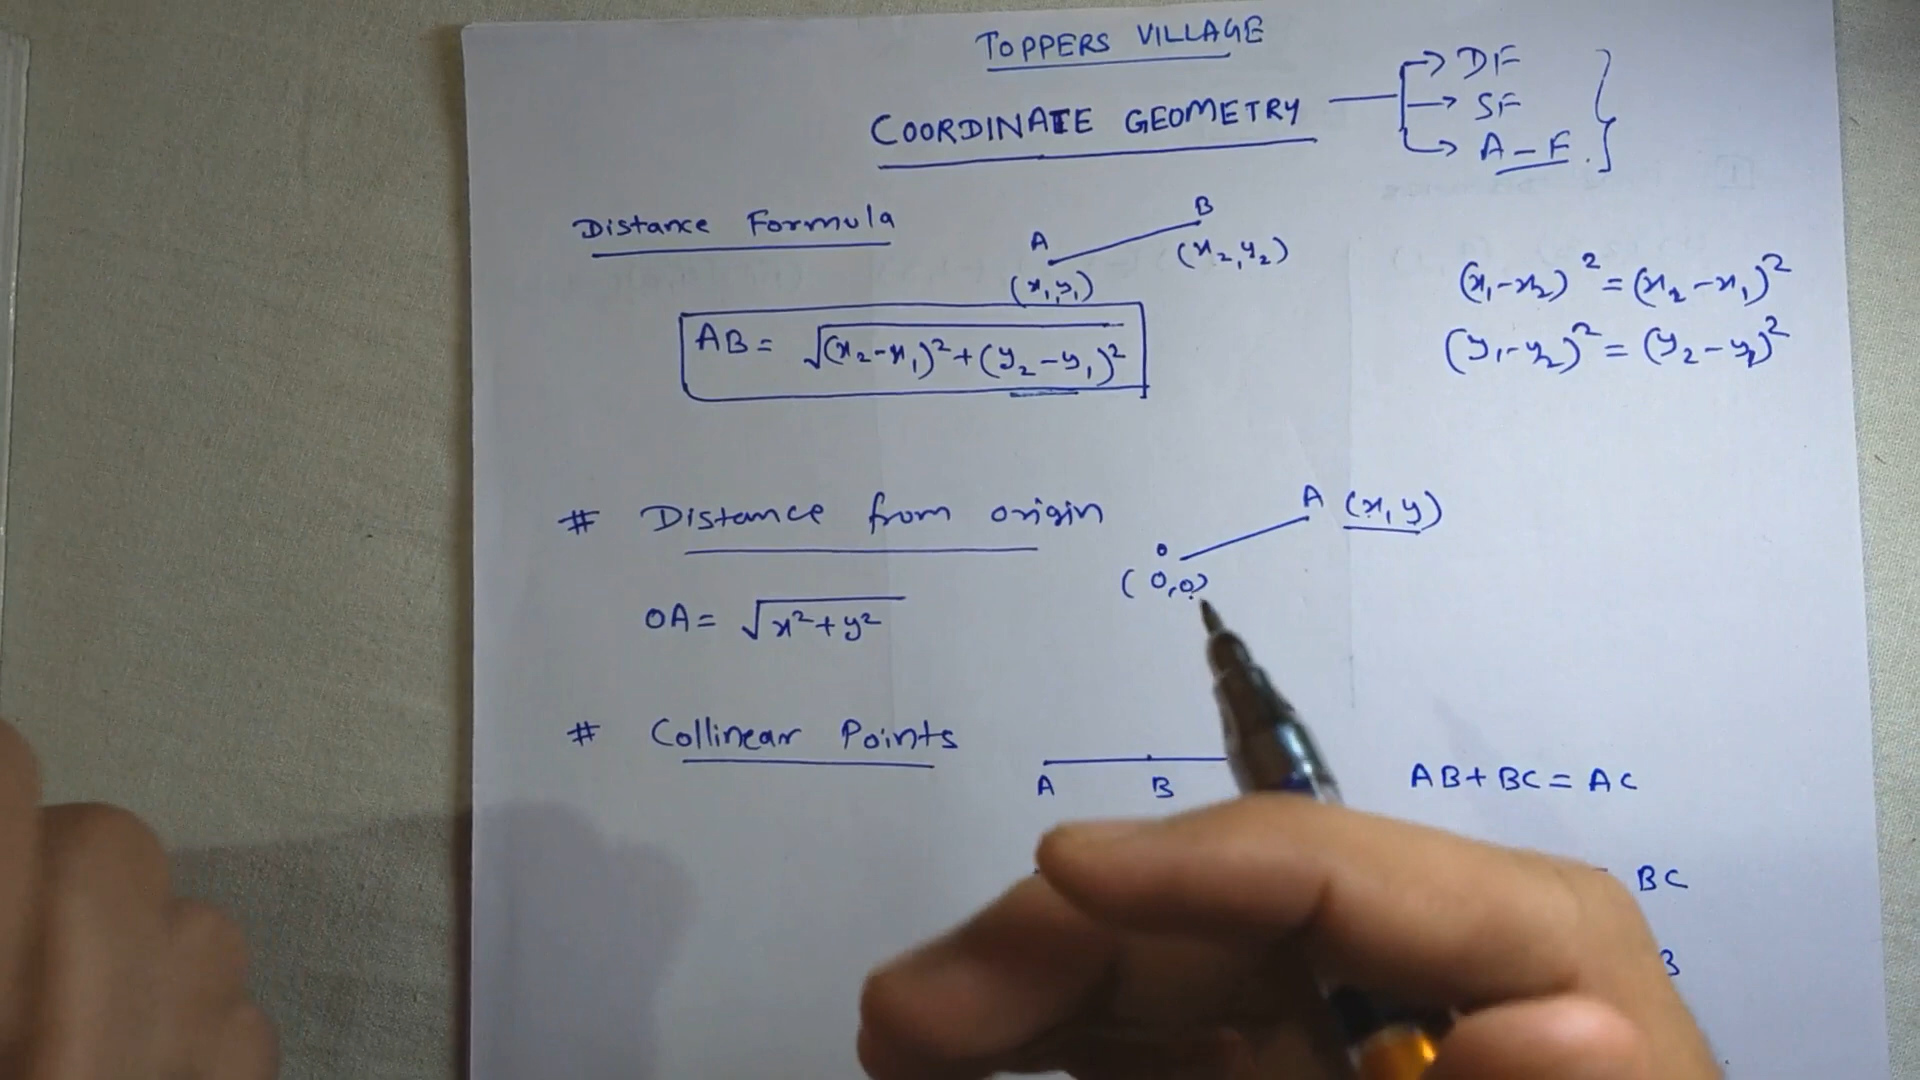 TOPPERS VILLAGE
COORDINATE GEOMETRY
→ DF
→ SF
→ A-F.
Distance Formula
A
B
(x₁,y₁)
(x₂,y₂)
AB = √(x₂-x₁)²+(y₂-y₁)²
(x₁-x₂)² = (x₂-x₁)²
(y₁-y₂)² = (y₂-y₁)²
# Distance from origin
O
A (x,y)
(0,0)
OA = √x²+y²
# Collinear Points
A B
AB+BC = AC
BC